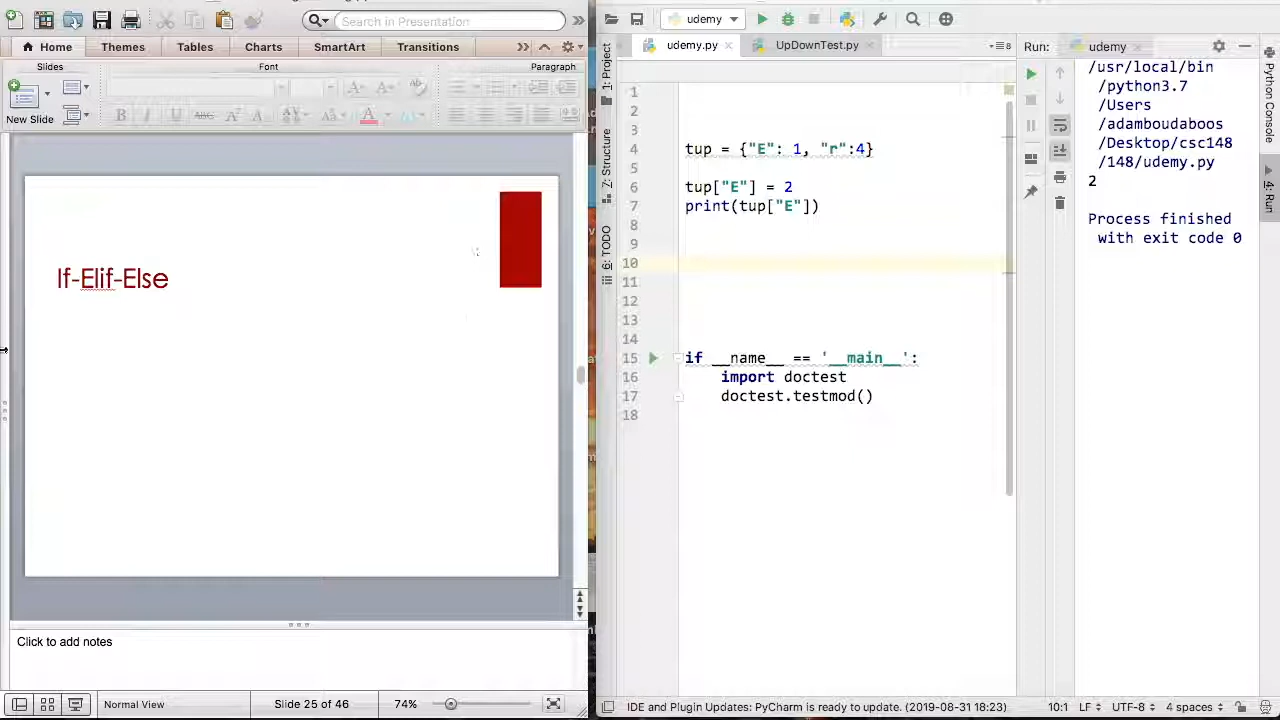 Search in Presentation
Home
Themes
Tables
Charts
SmartArt
Transitions
Slides
Font
Paragraph
New Slide
If-Elif-Else
Click to add notes
Normal View
Slide 25 of 46
74%
udemy
udemy.py
UpDownTest.py
1: Project
7: Structure
6: TODO
1
2
3
4 tup = {"E": 1, "r":4}
5
6 tup["E"] = 2
7 print(tup["E"])
8
9
10
11
12
13
14
15 if __name__ == '__main__':
16 import doctest
17 doctest.testmod()
18
Run:
udemy
/usr/local/bin
/python3.7
/Users
/adamboudaboos
/Desktop/csc148
/148/udemy.py
2
Process finished
with exit code 0
Python Console
4: Run
IDE and Plugin Updates: PyCharm is ready to update. (2019-08-31 13:23)
10:1
LF
UTF-8
4 spaces